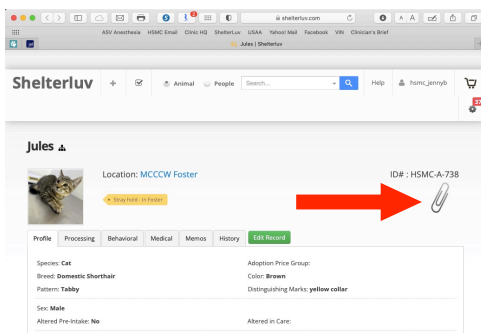 shelterluv.com
A A
ASV Anesthesia HSMC Email Clinic HQ ShelterLuv USAA Yahoo! Mail Facebook VIN Clinician's Brief
Jules | Shelterluv
Shelterluv
Animal People Search... Help hsmc_jennyb
37
Jules
Location: MCCCW Foster ID# : HSMC-A-738
Stray hold - In Foster
Profile Processing Behavioral Medical Memos History Edit Record
Species: Cat Adoption Price Group:
Breed: Domestic Shorthair Color: Brown
Pattern: Tabby Distinguishing Marks: yellow collar
Sex: Male
Altered Pre-Intake: No Altered in Care: